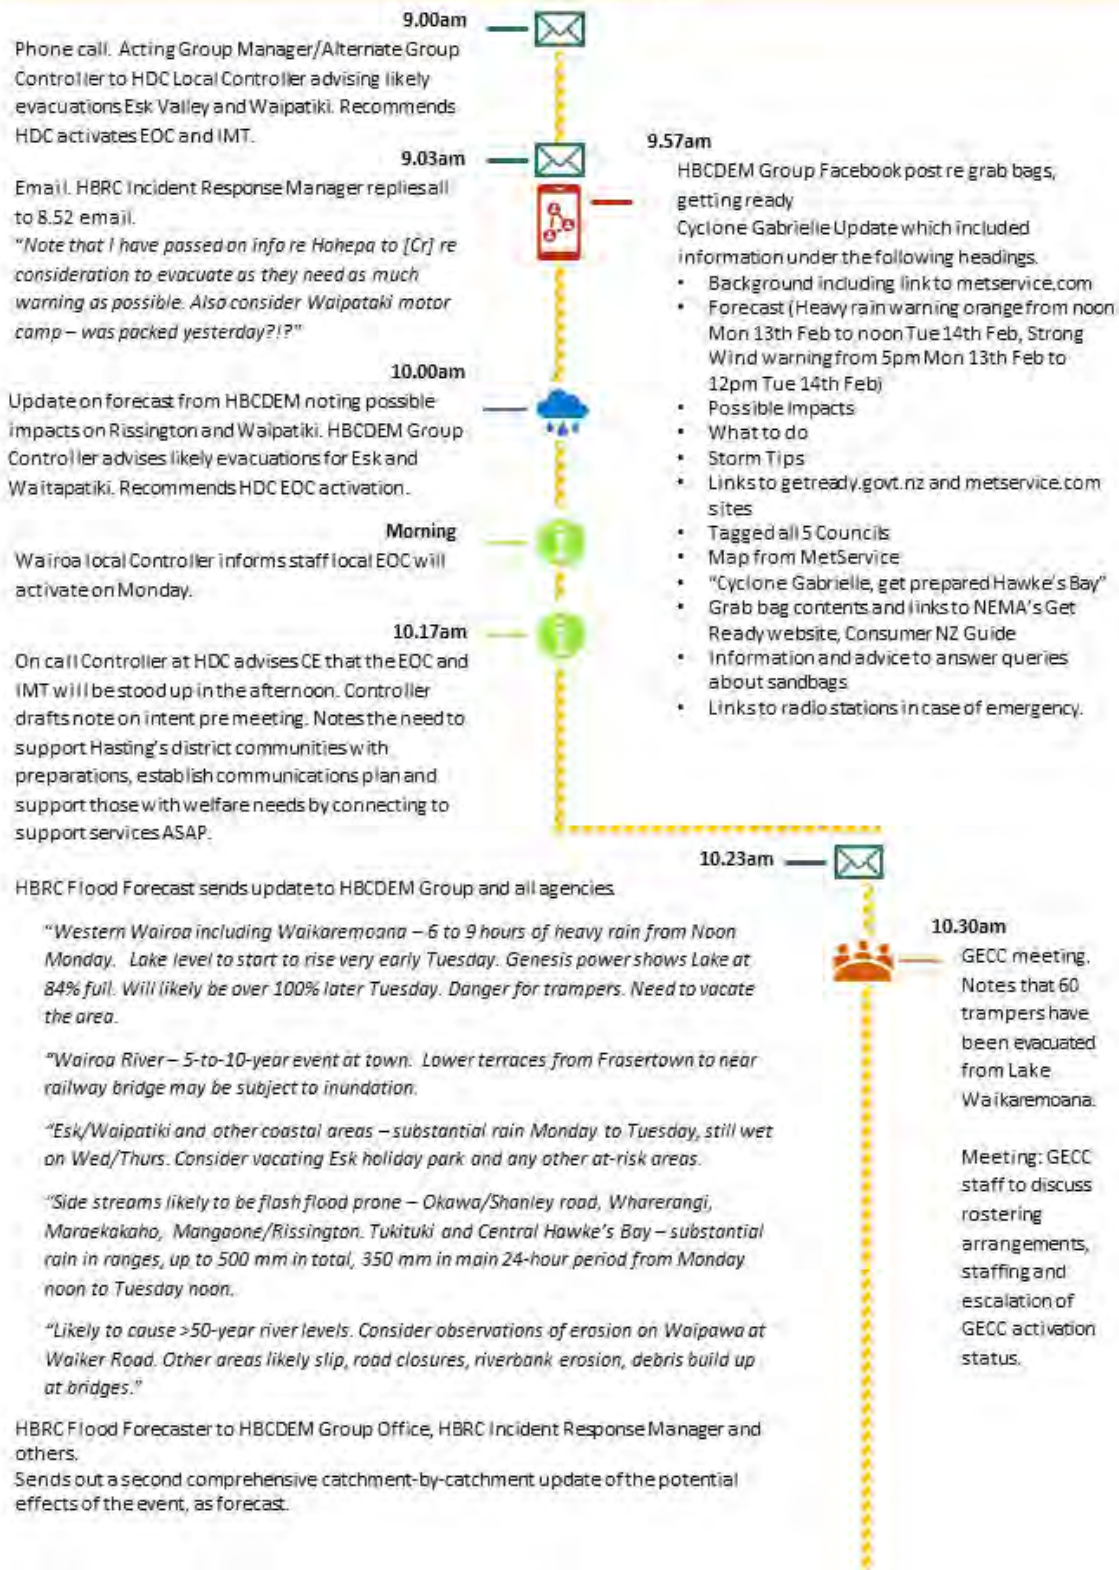 9.00am
Phone call. Acting Group Manager/Alternate Group
Controller to HDC Local Controller advising likely
evacuations Esk Valley and Waipatiki. Recommends
HDC activates EOC and IMT.
9.03am
Email. HBRC Incident Response Manager replies all
to 8.52 email.
"Note that I have passed on info re Hohepa to [Cr] re
consideration to evacuate as they need as much
warning as possible. Also consider Waipataki motor
camp – was packed yesterday?!?"
9.57am
HBCDEM Group Facebook post re grab bags,
getting ready
Cyclone Gabrielle Update which included
information under the following headings.
• Background including link to metservice.com
• Forecast (Heavy rain warning orange from noon
Mon 13th Feb to noon Tue 14th Feb, Strong
Wind warning from 5pm Mon 13th Feb to
12pm Tue 14th Feb)
• Possible Impacts
• What to do
• Storm Tips
• Links to getready.govt.nz and metservice.com
sites
• Tagged all 5 Councils
• Map from MetService
• "Cyclone Gabrielle, get prepared Hawke's Bay"
• Grab bag contents and links to NEMA's Get
Ready website, Consumer NZ Guide
• Information and advice to answer queries
about sandbags
• Links to radio stations in case of emergency.
10.00am
Update on forecast from HBCDEM noting possible
impacts on Rissington and Waipatiki. HBCDEM Group
Controller advises likely evacuations for Esk and
Waitapatiki. Recommends HDC EOC activation.
Morning
Wairoa local Controller informs staff local EOC will
activate on Monday.
10.17am
On call Controller at HDC advises CE that the EOC and
IMT will be stood up in the afternoon. Controller
drafts note on intent pre meeting. Notes the need to
support Hasting's district communities with
preparations, establish communications plan and
support those with welfare needs by connecting to
support services ASAP.
10.23am
HBRC Flood Forecast sends update to HBCDEM Group and all agencies.
"Western Wairoa including Waikaremoana – 6 to 9 hours of heavy rain from Noon
Monday. Lake level to start to rise very early Tuesday. Genesis power shows Lake at
84% full. Will likely be over 100% later Tuesday. Danger for trampers. Need to vacate
the area.
"Wairoa River – 5-to-10-year event at town. Lower terraces from Frasertown to near
railway bridge may be subject to inundation.
"Esk/Waipatiki and other coastal areas – substantial rain Monday to Tuesday, still wet
on Wed/Thurs. Consider vacating Esk holiday park and any other at-risk areas.
"Side streams likely to be flash flood prone – Okawa/Shanley road, Wharerangi,
Maraekakaho, Mangaone/Rissington. Tukituki and Central Hawke's Bay – substantial
rain in ranges, up to 500 mm in total, 350 mm in main 24-hour period from Monday
noon to Tuesday noon.
"Likely to cause >50-year river levels. Consider observations of erosion on Waipawa at
Walker Road. Other areas likely slip, road closures, riverbank erosion, debris build up
at bridges."
HBRC Flood Forecaster to HBCDEM Group Office, HBRC Incident Response Manager and
others.
Sends out a second comprehensive catchment-by-catchment update of the potential
effects of the event, as forecast.
10.30am
GECC meeting.
Notes that 60
trampers have
been evacuated
from Lake
Waikaremoana.
Meeting: GECC
staff to discuss
rostering
arrangements,
staffing and
escalation of
GECC activation
status.